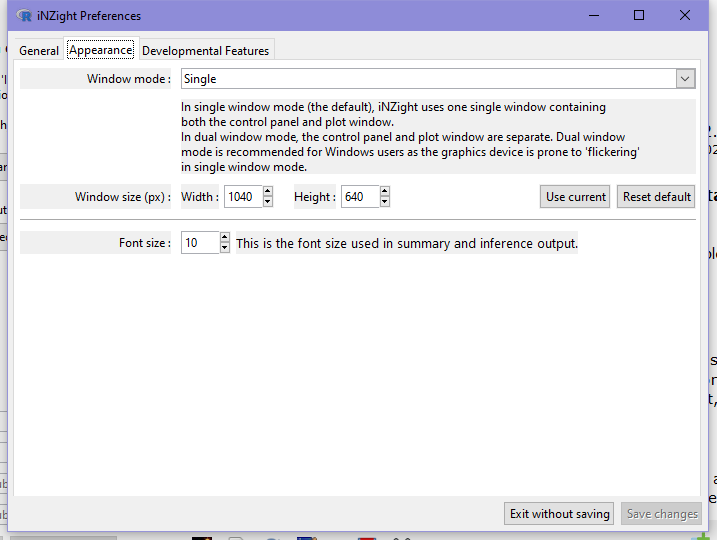 iNZight Preferences
General Appearance Developmental Features
Window mode : Single
In single window mode (the default), iNZight uses one single window containing
both the control panel and plot window.
In dual window mode, the control panel and plot window are separate. Dual window
mode is recommended for Windows users as the graphics device is prone to 'flickering'
in single window mode.
Window size (px) : Width : 1040 Height : 640 Use current Reset default
Font size : 10 This is the font size used in summary and inference output.
Exit without saving Save changes